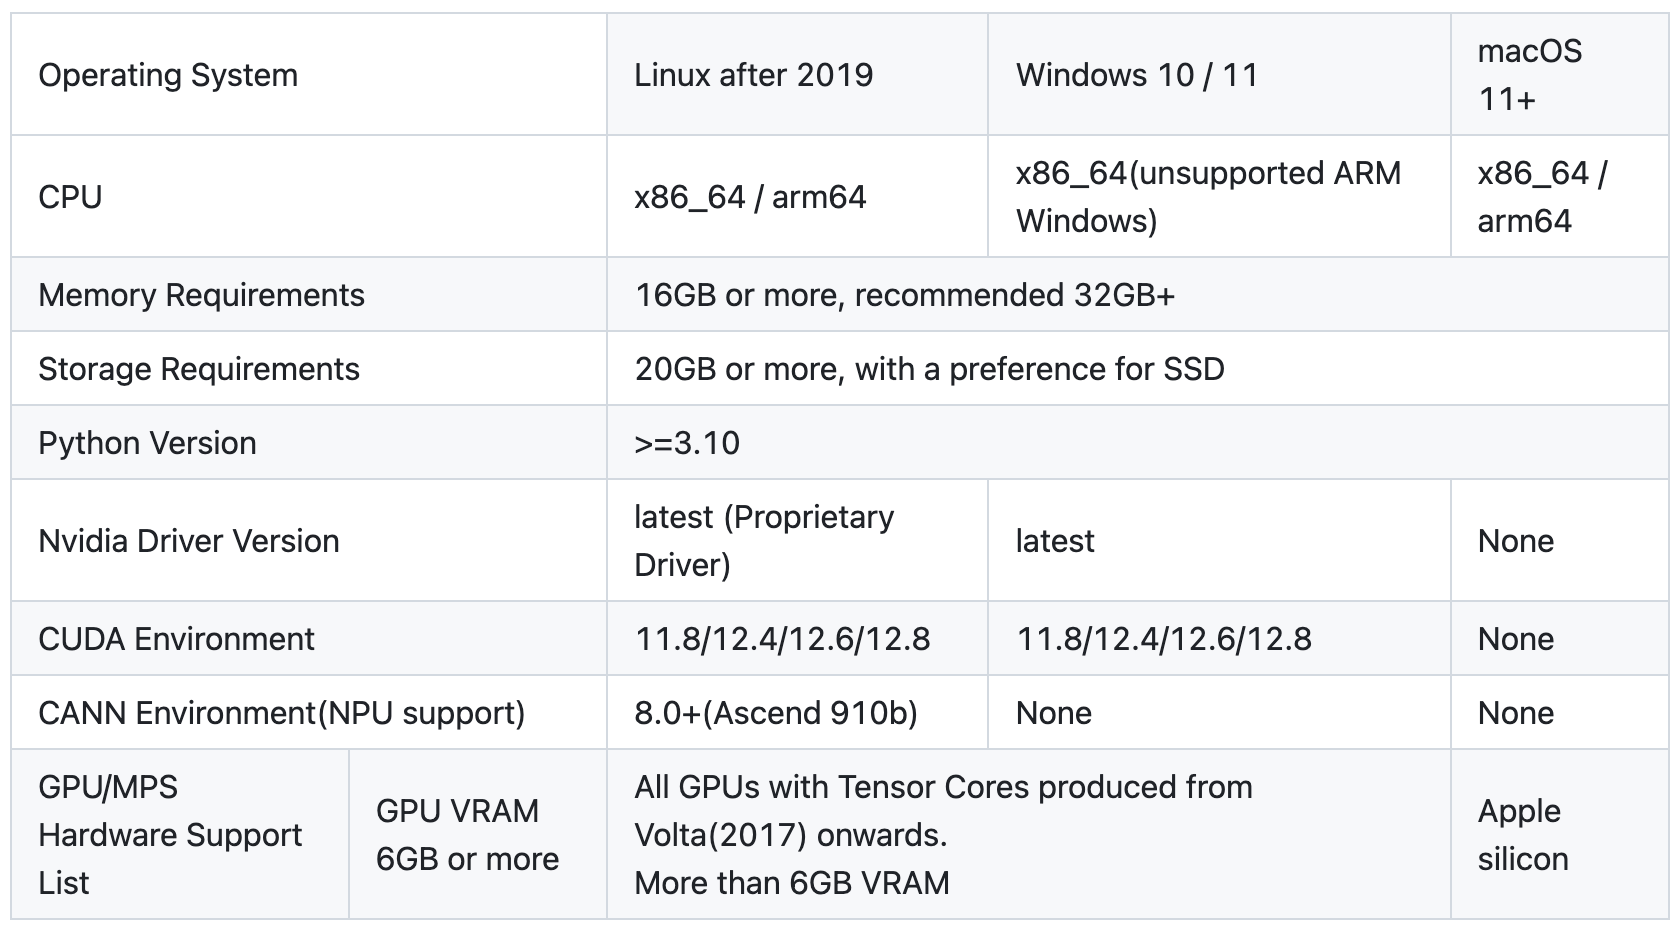 Operating System
Linux after 2019
Windows 10 / 11
macOS
11+
CPU
x86_64 / arm64
x86_64(unsupported ARM
Windows)
x86_64 /
arm64
Memory Requirements
16GB or more, recommended 32GB+
Storage Requirements
20GB or more, with a preference for SSD
Python Version
>=3.10
Nvidia Driver Version
latest (Proprietary
Driver)
latest
None
CUDA Environment
11.8/12.4/12.6/12.8
11.8/12.4/12.6/12.8
None
CANN Environment(NPU support)
8.0+(Ascend 910b)
None
None
GPU/MPS
Hardware Support
List
GPU VRAM
6GB or more
All GPUs with Tensor Cores produced from
Volta(2017) onwards.
More than 6GB VRAM
Apple
silicon